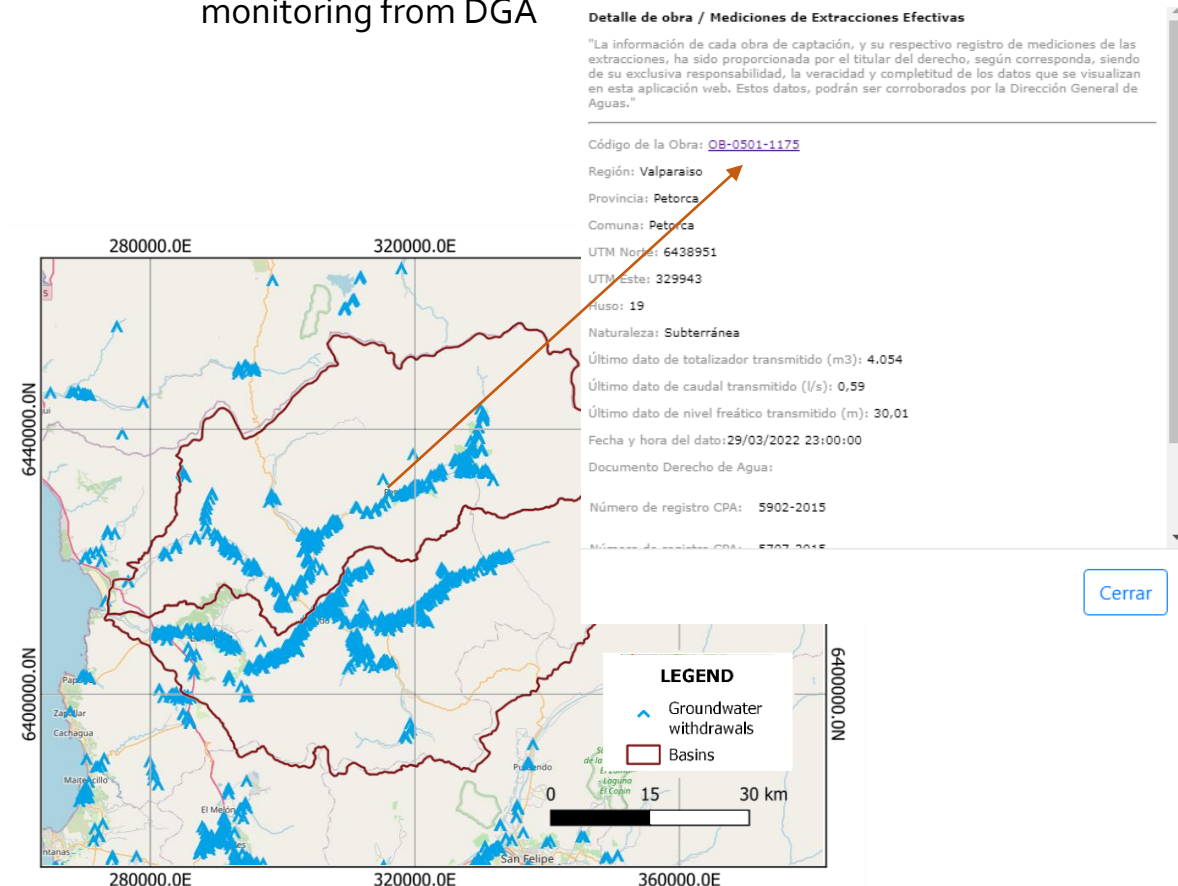 monitoring from DGA
Detalle de obra / Mediciones de Extracciones Efectivas
"La información de cada obra de captación, y su respectivo registro de mediciones de las
extracciones, ha sido proporcionada por el titular del derecho, según corresponda, siendo
de su exclusiva responsabilidad, la veracidad y completitud de los datos que se visualizan
en esta aplicación web. Estos datos, podrán ser corroborados por la Dirección General de
Aguas."
Código de la Obra: OB-0501-1175
Región: Valparaiso
Provincia: Petorca
Comuna: Petorca
UTM Norte: 6438951
UTM Este: 329943
Huso: 19
Naturaleza: Subterránea
Último dato de totalizador transmitido (m3): 4.054
Último dato de caudal transmitido (l/s): 0,59
Último dato de nivel freático transmitido (m): 30,01
Fecha y hora del dato:29/03/2022 23:00:00
Documento Derecho de Agua:
Número de registro CPA: 5902-2015
Número de registro CPA: 5707-2015
Cerrar
280000.0E
320000.0E
5
6440000.0N
6400000.0N
6400000.0N
Zapallar
Cachagua
Maitencillo
El Melón
San Felipe
LEGEND
Groundwater
withdrawals
Basins
0 15 30 km
280000.0E
320000.0E
360000.0E